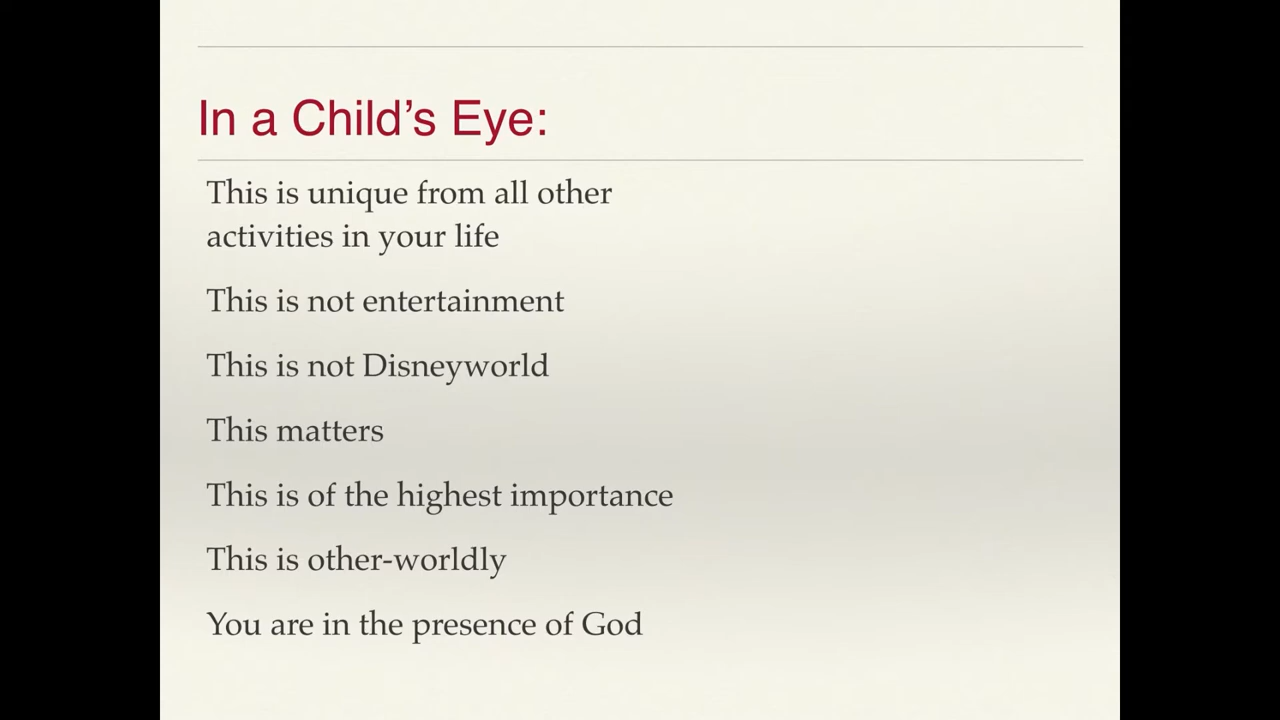 In a Child’s Eye:
This is unique from all other
activities in your life
This is not entertainment
This is not Disneyworld
This matters
This is of the highest importance
This is other-worldly
You are in the presence of God